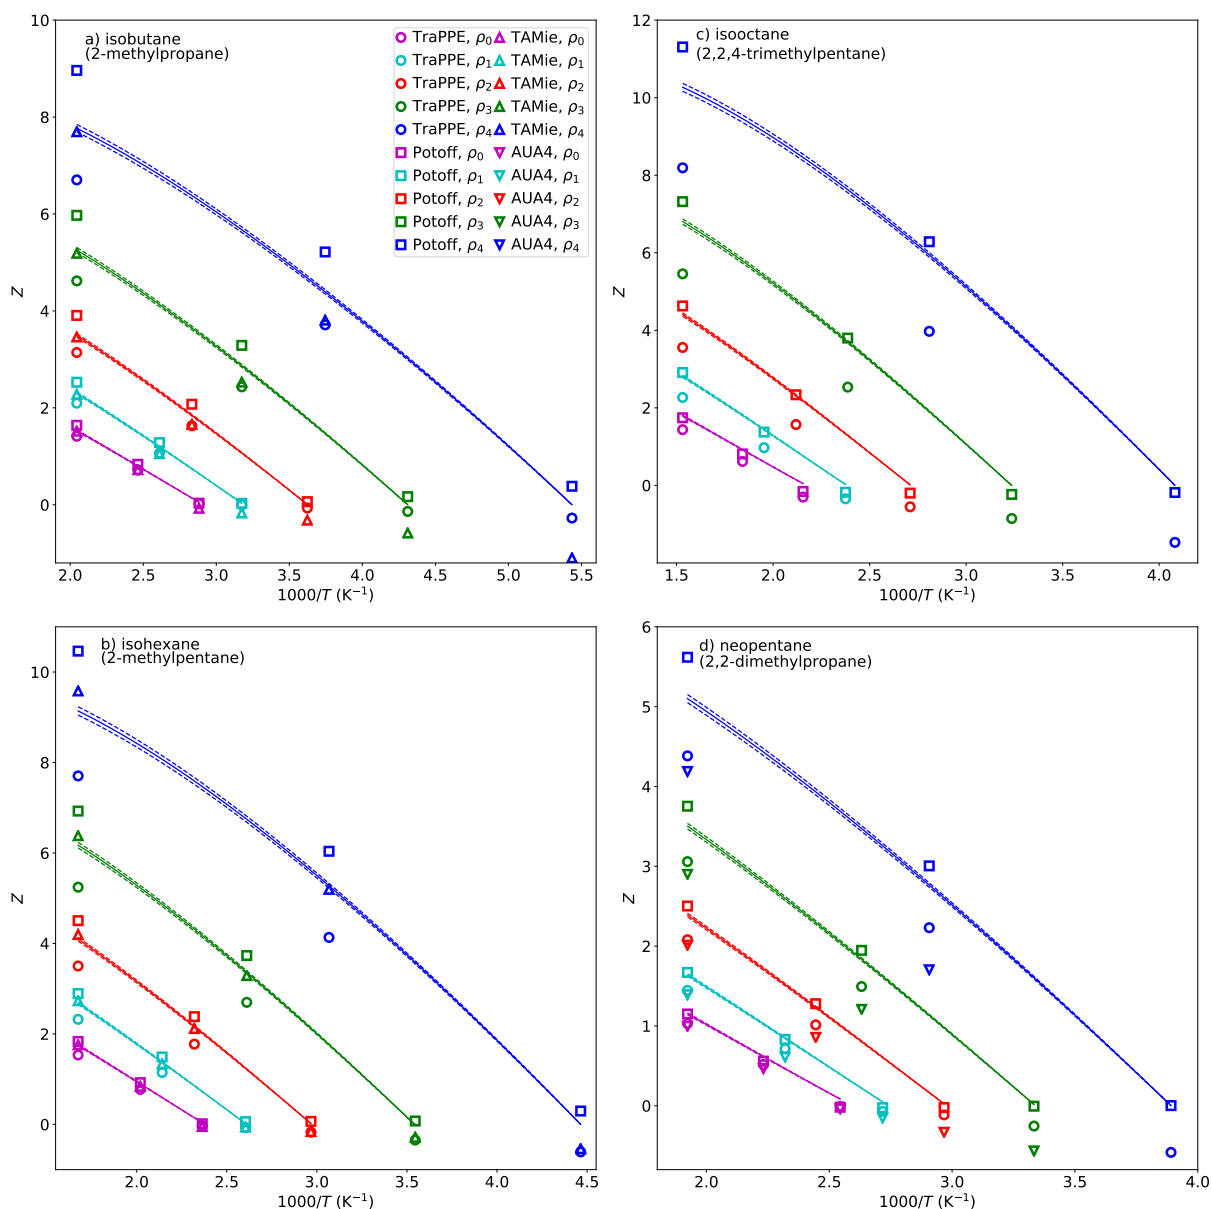 a) isobutane
(2-methylpropane)
TraPPE, ρ0
TraPPE, ρ1
TraPPE, ρ2
TraPPE, ρ3
TraPPE, ρ4
Potoff, ρ0
Potoff, ρ1
Potoff, ρ2
Potoff, ρ3
Potoff, ρ4
TAMie, ρ0
TAMie, ρ1
TAMie, ρ2
TAMie, ρ3
TAMie, ρ4
AUA4, ρ0
AUA4, ρ1
AUA4, ρ2
AUA4, ρ3
AUA4, ρ4
Z
10
8
6
4
2
0
2.0 2.5 3.0 3.5 4.0 4.5 5.0 5.5
1000/T (K−1)
c) isooctane
(2,2,4-trimethylpentane)
Z
12
10
8
6
4
2
0
1.5 2.0 2.5 3.0 3.5 4.0
1000/T (K−1)
b) isohexane
(2-methylpentane)
Z
10
8
6
4
2
0
2.0 2.5 3.0 3.5 4.0 4.5
1000/T (K−1)
d) neopentane
(2,2-dimethylpropane)
Z
6
5
4
3
2
1
0
2.0 2.5 3.0 3.5 4.0
1000/T (K−1)